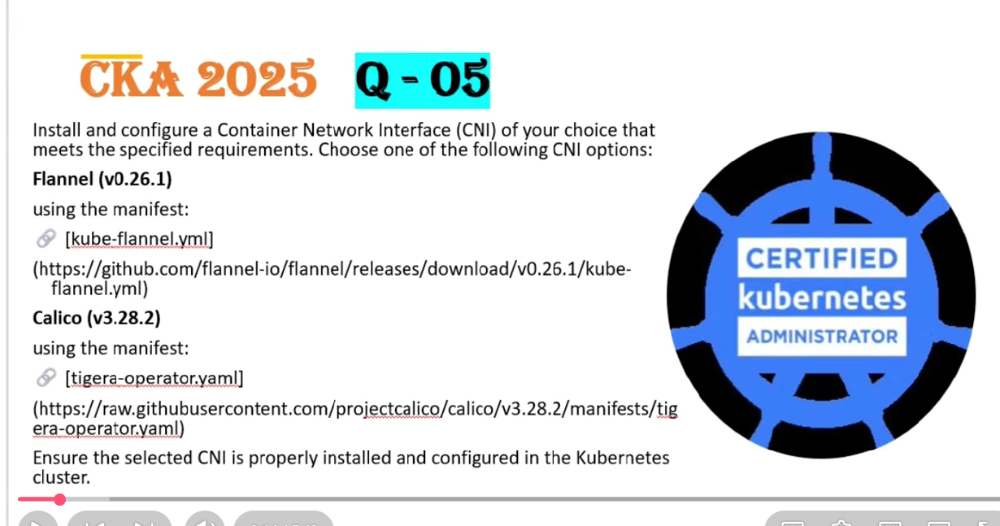 CKA 2025 Q - 05
Install and configure a Container Network Interface (CNI) of your choice that
meets the specified requirements. Choose one of the following CNI options:
Flannel (v0.26.1)
using the manifest:
[kube-flannel.yml]
(https://github.com/flannel-io/flannel/releases/download/v0.26.1/kube-
flannel.yml)
Calico (v3.28.2)
using the manifest:
[tigera-operator.yaml]
(https://raw.githubusercontent.com/projectcalico/calico/v3.28.2/manifests/tig
era-operator.yaml)
Ensure the selected CNI is properly installed and configured in the Kubernetes
cluster.
CERTIFIED
kubernetes
ADMINISTRATOR